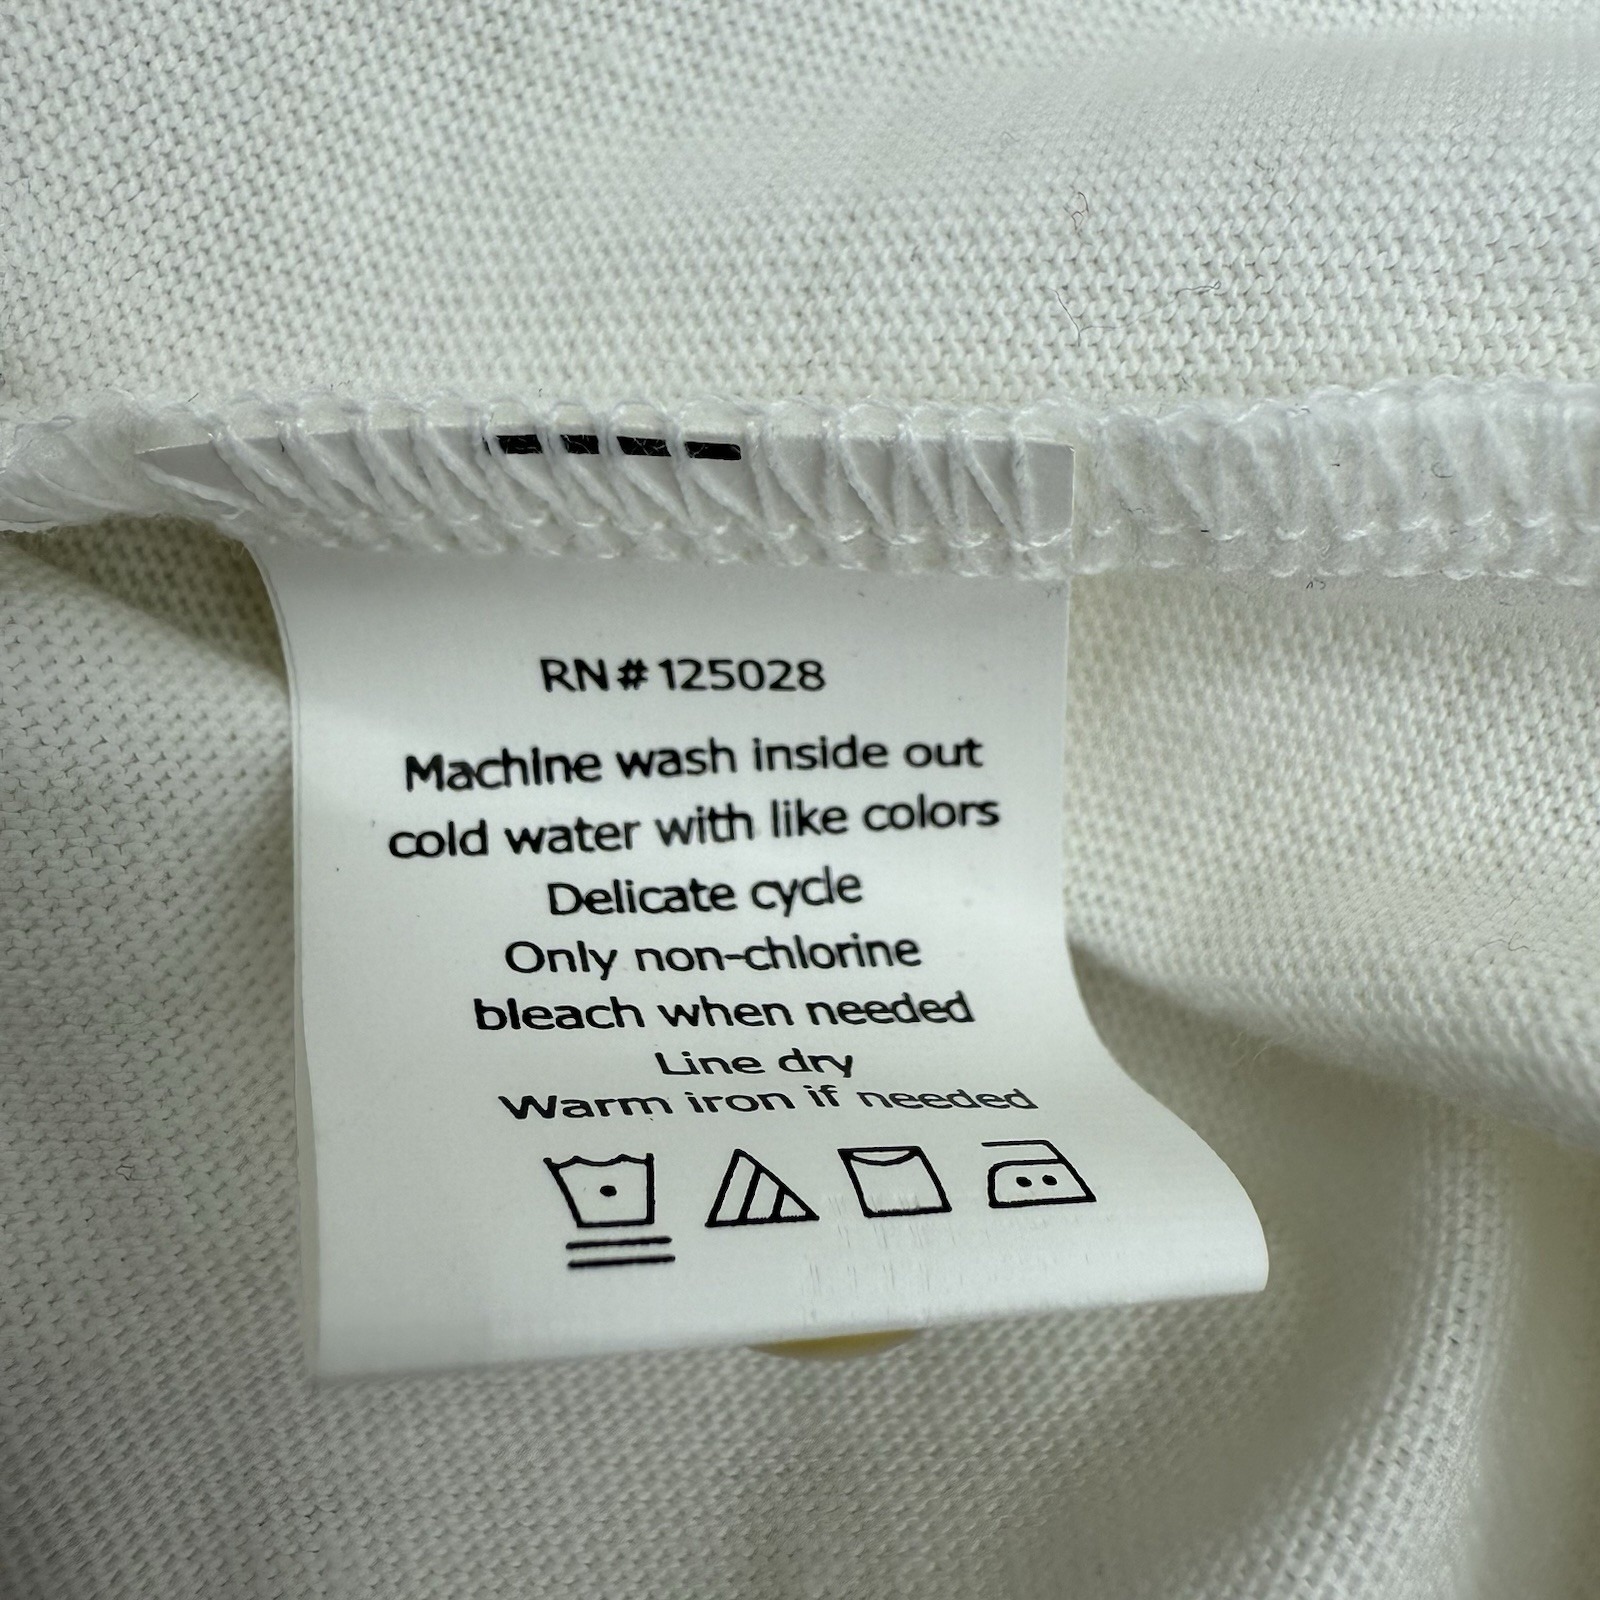 RN# 125028
Machine wash inside out
cold water with like colors
Delicate cycle
Only non-chlorine
bleach when needed
Line dry
Warm iron if needed